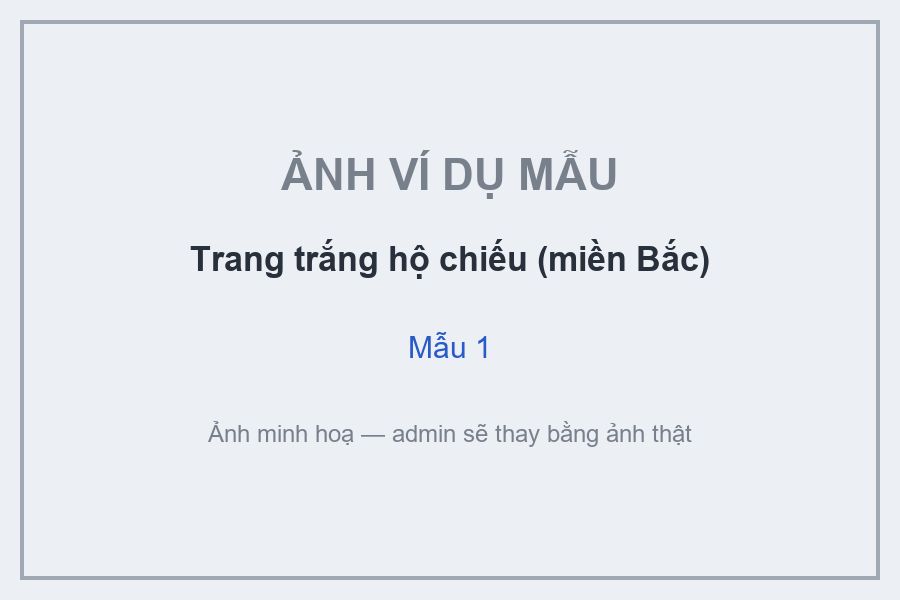 ẢNH VÍ DỤ MẪU
Trang trắng hộ chiếu (miền Bắc)
Mẫu 1
Ảnh minh hoạ — admin sẽ thay bằng ảnh thật